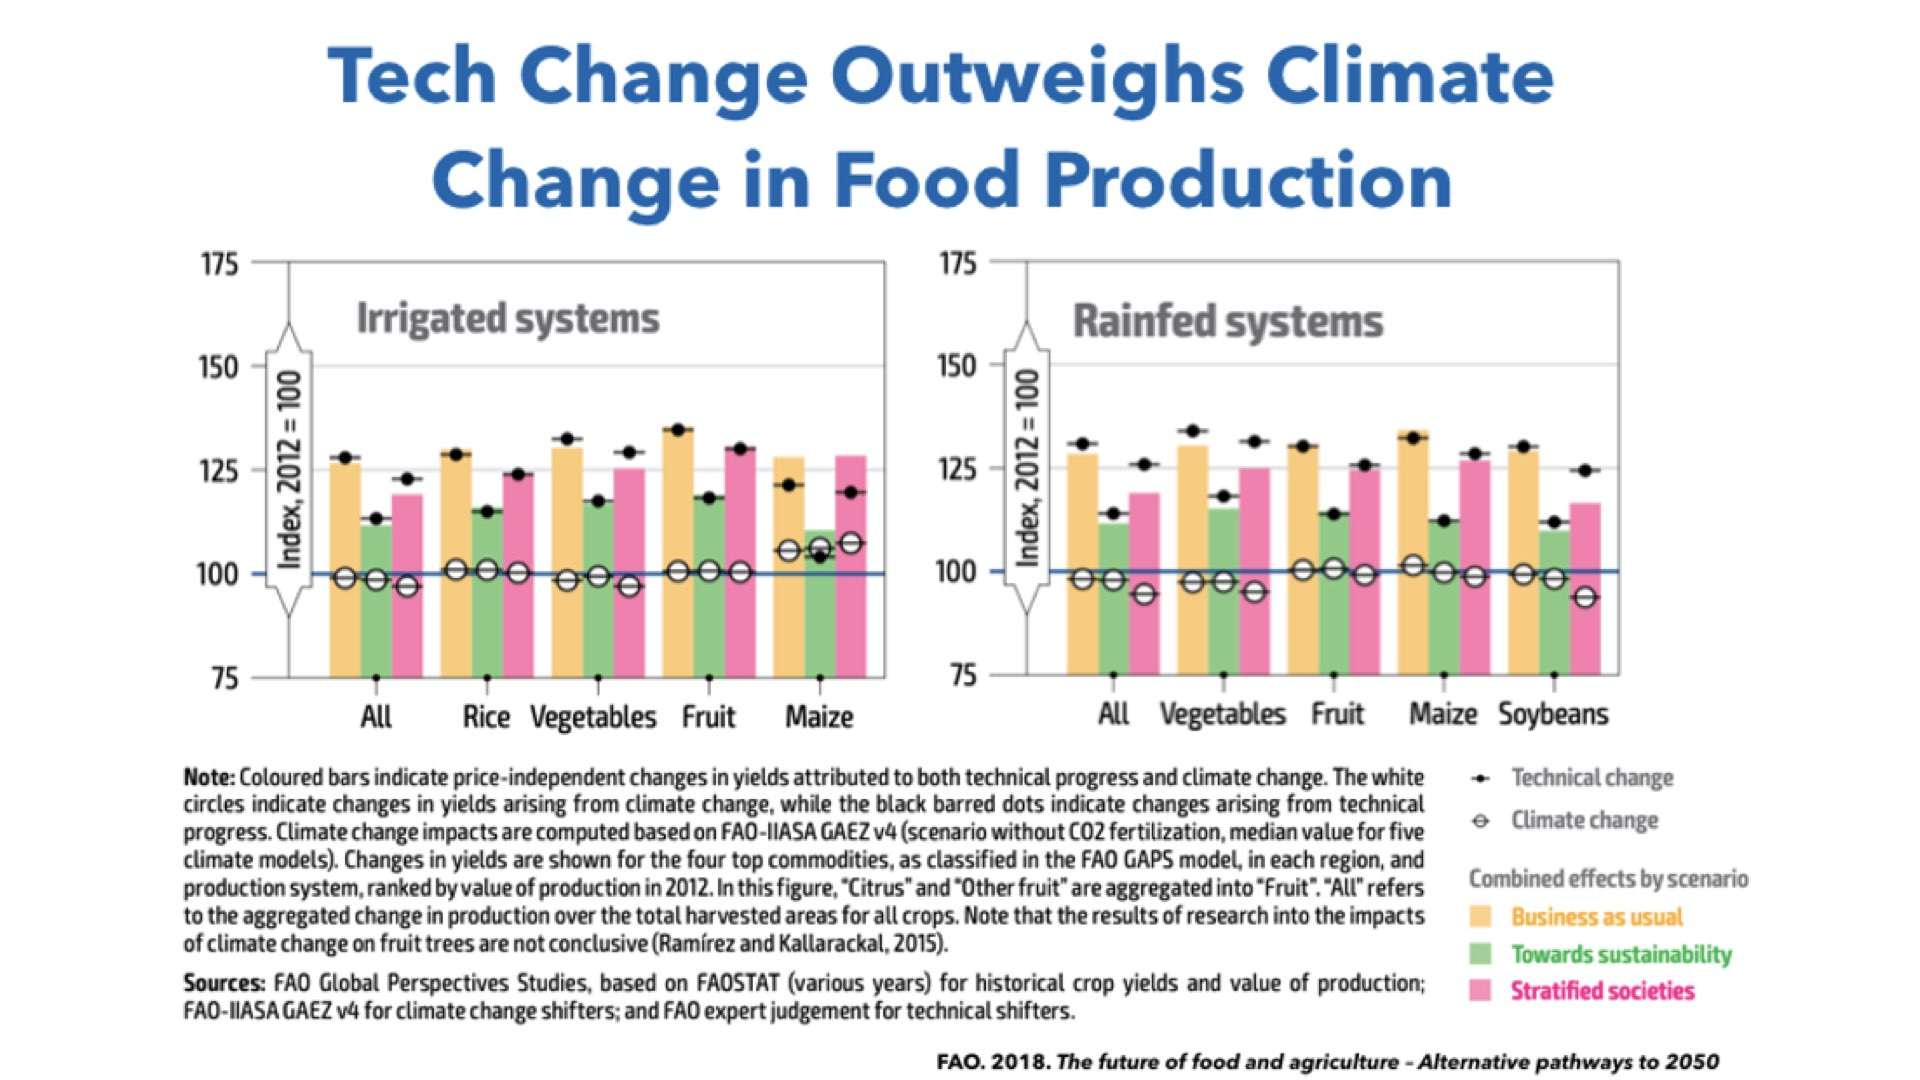 Tech Change Outweighs Climate
Change in Food Production
175
150
125
100
75
Index, 2012 = 100
Irrigated systems
All Rice Vegetables Fruit Maize
175
150
125
100
75
Index, 2012 = 100
Rainfed systems
All Vegetables Fruit Maize Soybeans
Note: Coloured bars indicate price-independent changes in yields attributed to both technical progress and climate change. The white
circles indicate changes in yields arising from climate change, while the black barred dots indicate changes arising from technical
progress. Climate change impacts are computed based on FAO-IIASA GAEZ v4 (scenario without CO2 fertilization, median value for five
climate models). Changes in yields are shown for the four top commodities, as classified in the FAO GAPS model, in each region, and
production system, ranked by value of production in 2012. In this figure, "Citrus" and "Other fruit" are aggregated into "Fruit". "All" refers
to the aggregated change in production over the total harvested areas for all crops. Note that the results of research into the impacts
of climate change on fruit trees are not conclusive (Ramírez and Kallarackal, 2015).
Sources: FAO Global Perspectives Studies, based on FAOSTAT (various years) for historical crop yields and value of production;
FAO-IIASA GAEZ v4 for climate change shifters; and FAO expert judgement for technical shifters.
Technical change
Climate change
Combined effects by scenario
Business as usual
Towards sustainability
Stratified societies
FAO. 2018. The future of food and agriculture – Alternative pathways to 2050